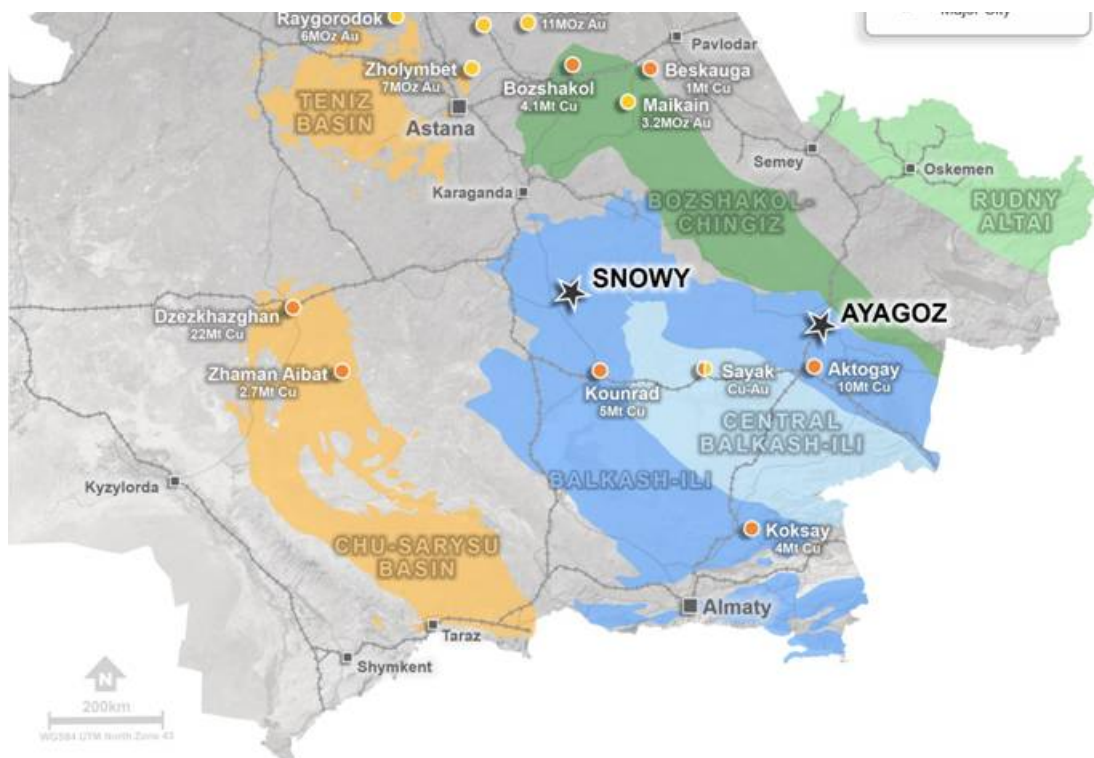 Major City
Raygorodok
6MOz Au
11MOz Au
Pavlodar
Zholymbet
7MOz Au
Bozshakol
4.1Mt Cu
Beskauga
1Mt Cu
Maikain
3.2MOz Au
TENIZ
BASIN
Astana
Semey
Oskemen
Karaganda
BOZSHAKOL-
CHINGIZ
RUDNY
ALTAI
SNOWY
AYAGOZ
Dzezkhazghan
22Mt Cu
Zhaman Aibat
2.7Mt Cu
Kounrad
5Mt Cu
Sayak
Cu-Au
Aktogay
10Mt Cu
CENTRAL
BALKASH-ILI
BALKASH-ILI
Kyzylorda
Koksay
4Mt Cu
CHU-SARYSU
BASIN
Almaty
Taraz
Shymkent
N
200km
WGS84 UTM North Zone 43